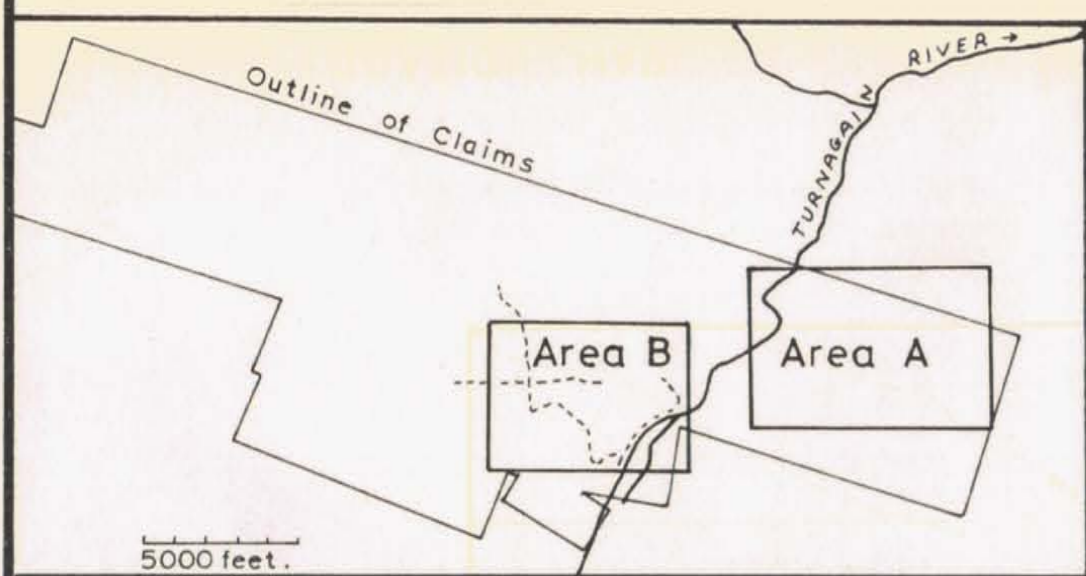 Outline of Claims
TURNAGAIN RIVER →
Area B
Area A
5000 feet.